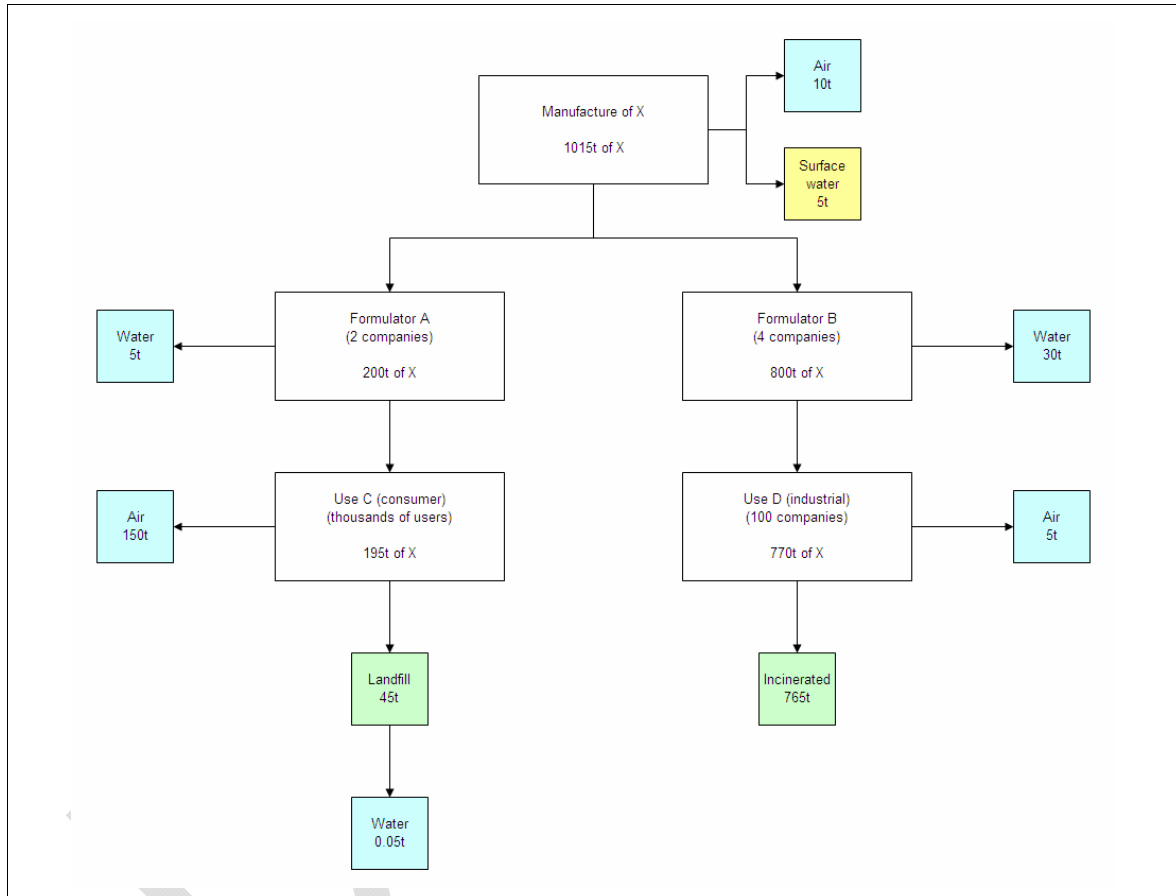 Manufacture of X
1015t of X
Air
10t
Surface
water
5t
Water
5t
Formulator A
(2 companies)
200t of X
Formulator B
(4 companies)
800t of X
Water
30t
Air
150t
Use C (consumer)
(thousands of users)
195t of X
Use D (industrial)
(100 companies)
770t of X
Air
5t
Landfill
45t
Incinerated
765t
Water
0.05t